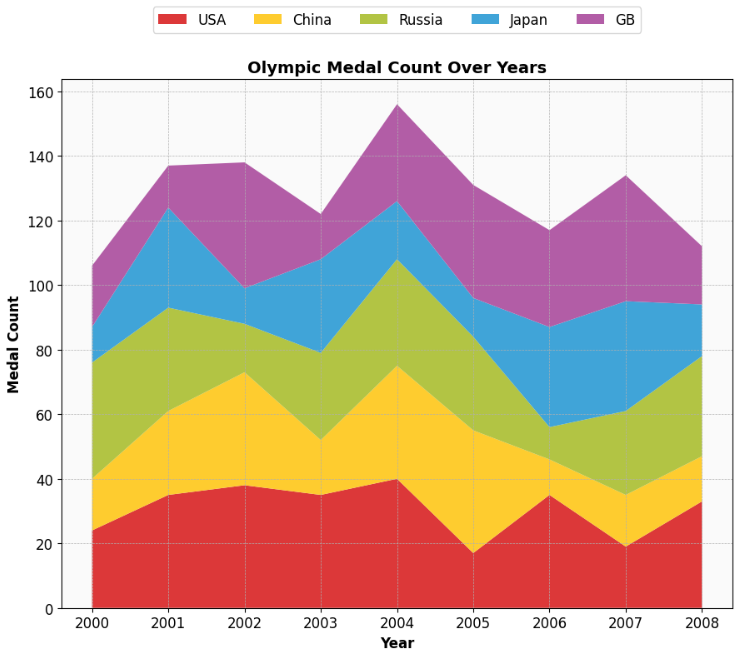 USA China Russia Japan GB
Olympic Medal Count Over Years
160
140
120
100
80
60
40
20
0
Medal Count
2000 2001 2002 2003 2004 2005 2006 2007 2008
Year